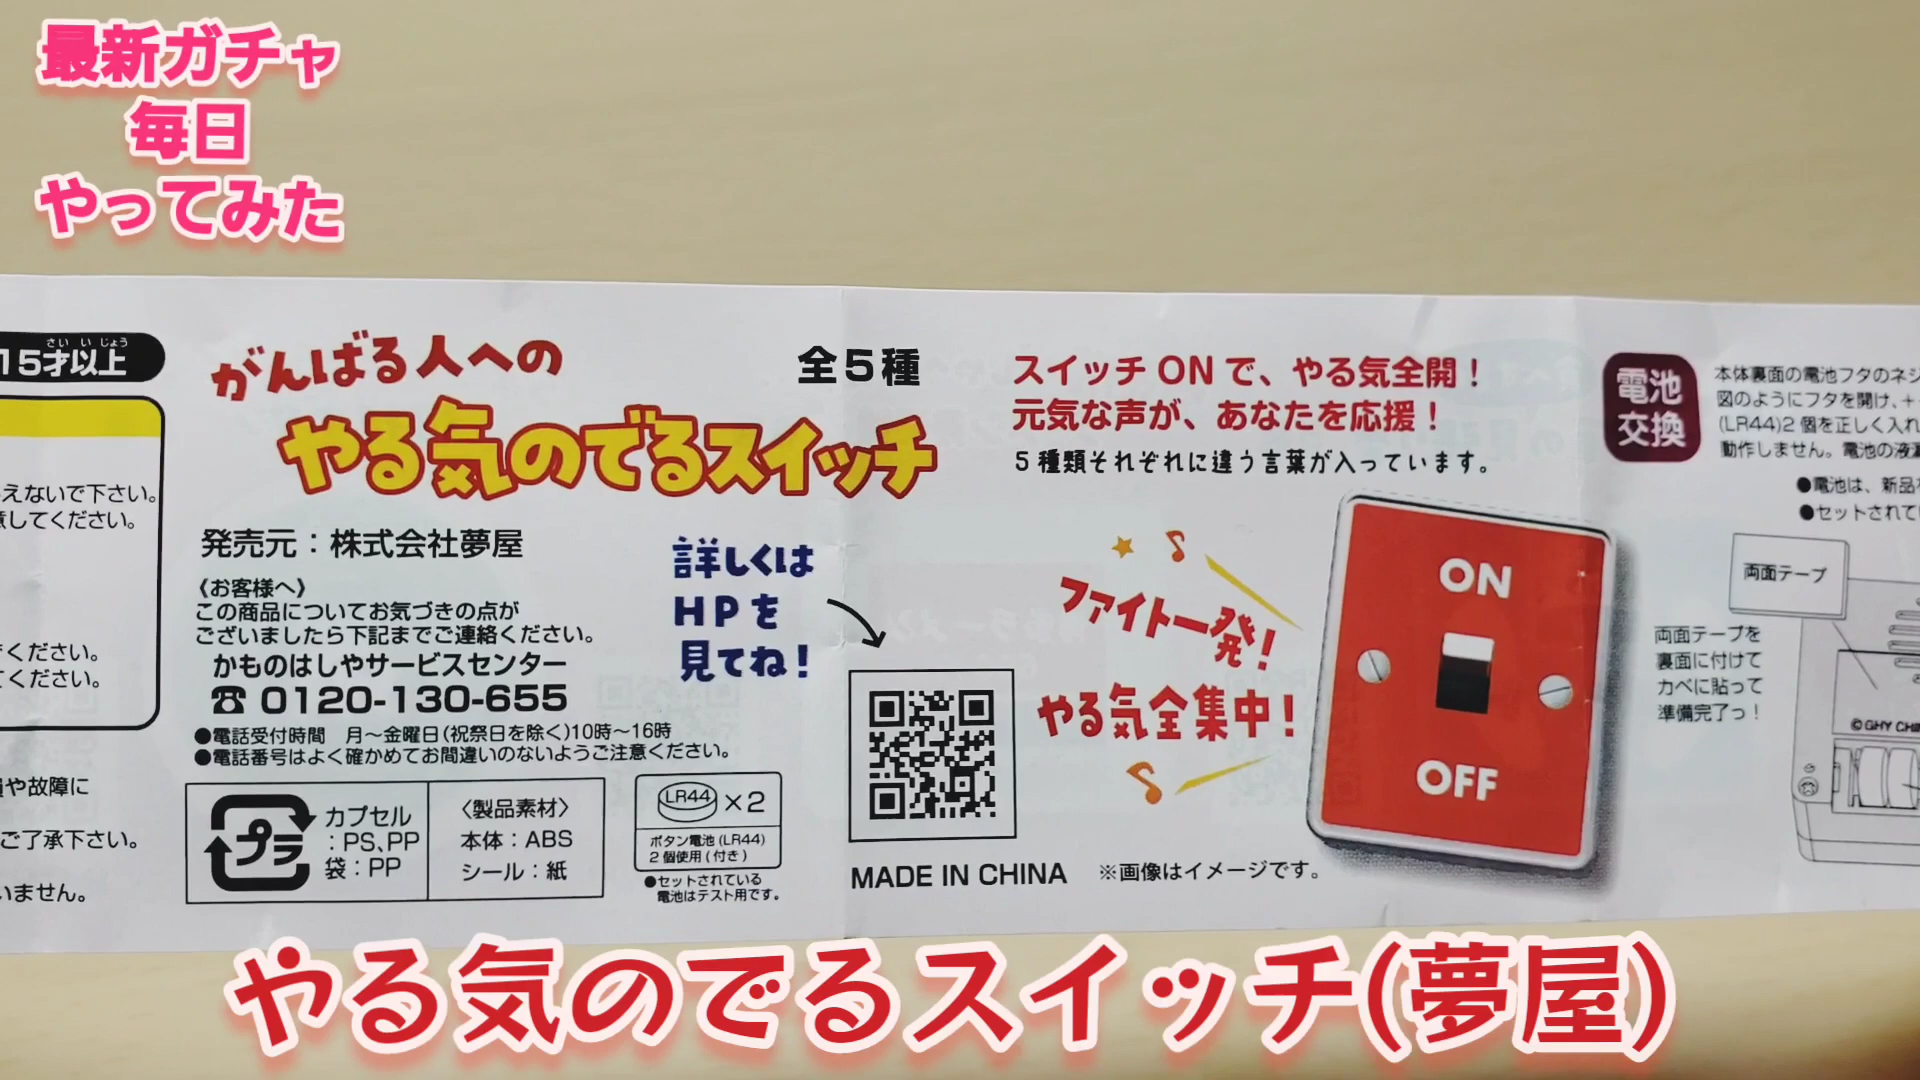 最新ガチャ
毎日
やってみた
15才以上
さいいじょう
えないで下さい。
意してください。
ください。
てください。
や故障に
ご了承下さい。
いません。
がんばる人への
やる気のでるスイッチ
全5種
発売元：株式会社夢屋
《お客様へ》
この商品についてお気づきの点が
ございましたら下記までご連絡ください。
かものはしやサービスセンター
☎ 0120-130-655
●電話受付時間　月～金曜日(祝祭日を除く)10時～16時
●電話番号はよく確かめてお間違いのないようご注意ください。
プラ
カプセル
：PS、PP
袋：PP
〈製品素材〉
本体：ABS
シール：紙
LR44 ×2
ボタン電池(LR44)
2個使用(付き)
●セットされている
電池はテスト用です。
詳しくは
HPを
見てね！
MADE IN CHINA
※画像はイメージです。
スイッチONで、やる気全開！
元気な声が、あなたを応援！
5種類それぞれに違う言葉が入っています。
ファイト一発！
やる気全集中！
ON
OFF
電池
交換
本体裏面の電池フタのネジ
図のようにフタを開け、+
(LR44)2個を正しく入れ
動作しません。電池の液漏
●電池は、新品
●セットされて
両面テープ
両面テープを
裏面に付けて
カベに貼って
準備完了っ！
©GHY CHI
やる気のでるスイッチ(夢屋)